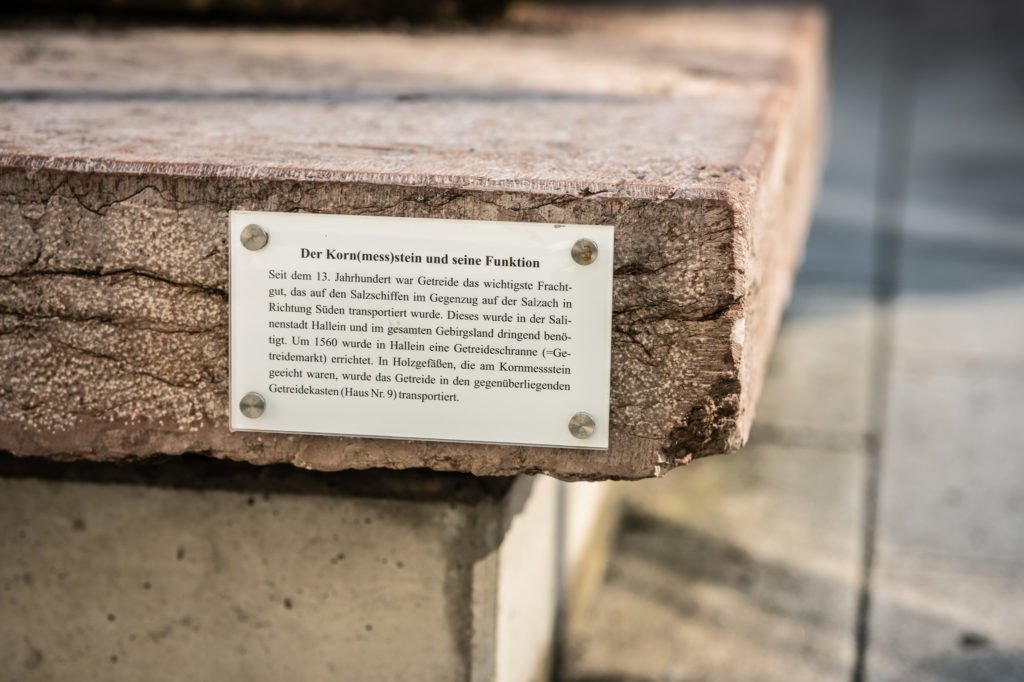 Der Korn(mess)stein und seine Funktion
Seit dem 13. Jahrhundert war Getreide das wichtigste Fracht-
gut, das auf den Salzschiffen im Gegenzug auf der Salzach in
Richtung Süden transportiert wurde. Dieses wurde in der Sali-
nenstadt Hallein und im gesamten Gebirgsland dringend benö-
tigt. Um 1560 wurde in Hallein eine Getreideschranne (=Ge-
treidemarkt) errichtet. In Holzgefäßen, die am Kornmessstein
geeicht waren, wurde das Getreide in den gegenüberliegenden
Getreidekasten (Haus Nr. 9) transportiert.